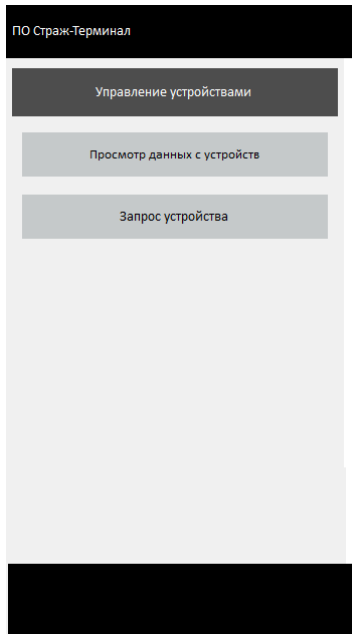 ПО Страж-Терминал
Управление устройствами
Просмотр данных с устройств
Запрос устройства